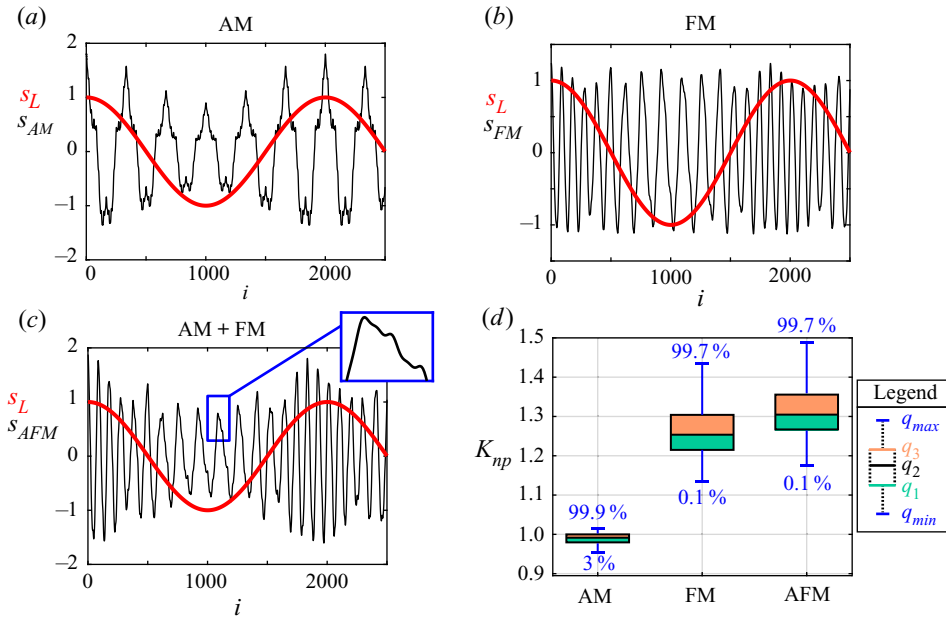 (a) AM
2
1
s_L
s_AM
0
−1
−2
0 1000 2000
i
(b) FM
1
s_L
s_FM
0
−1
0 1000 2000
i
(c) AM + FM
2
1
s_L
s_AFM
0
−1
−2
0 1000 2000
i
(d)
1.5
1.4
1.3
K_np
1.2
1.1
1.0
0.9
99.9 %
3 %
99.7 %
0.1 %
99.7 %
0.1 %
AM FM AFM
Legend
q_max
q_3
q_2
q_1
q_min